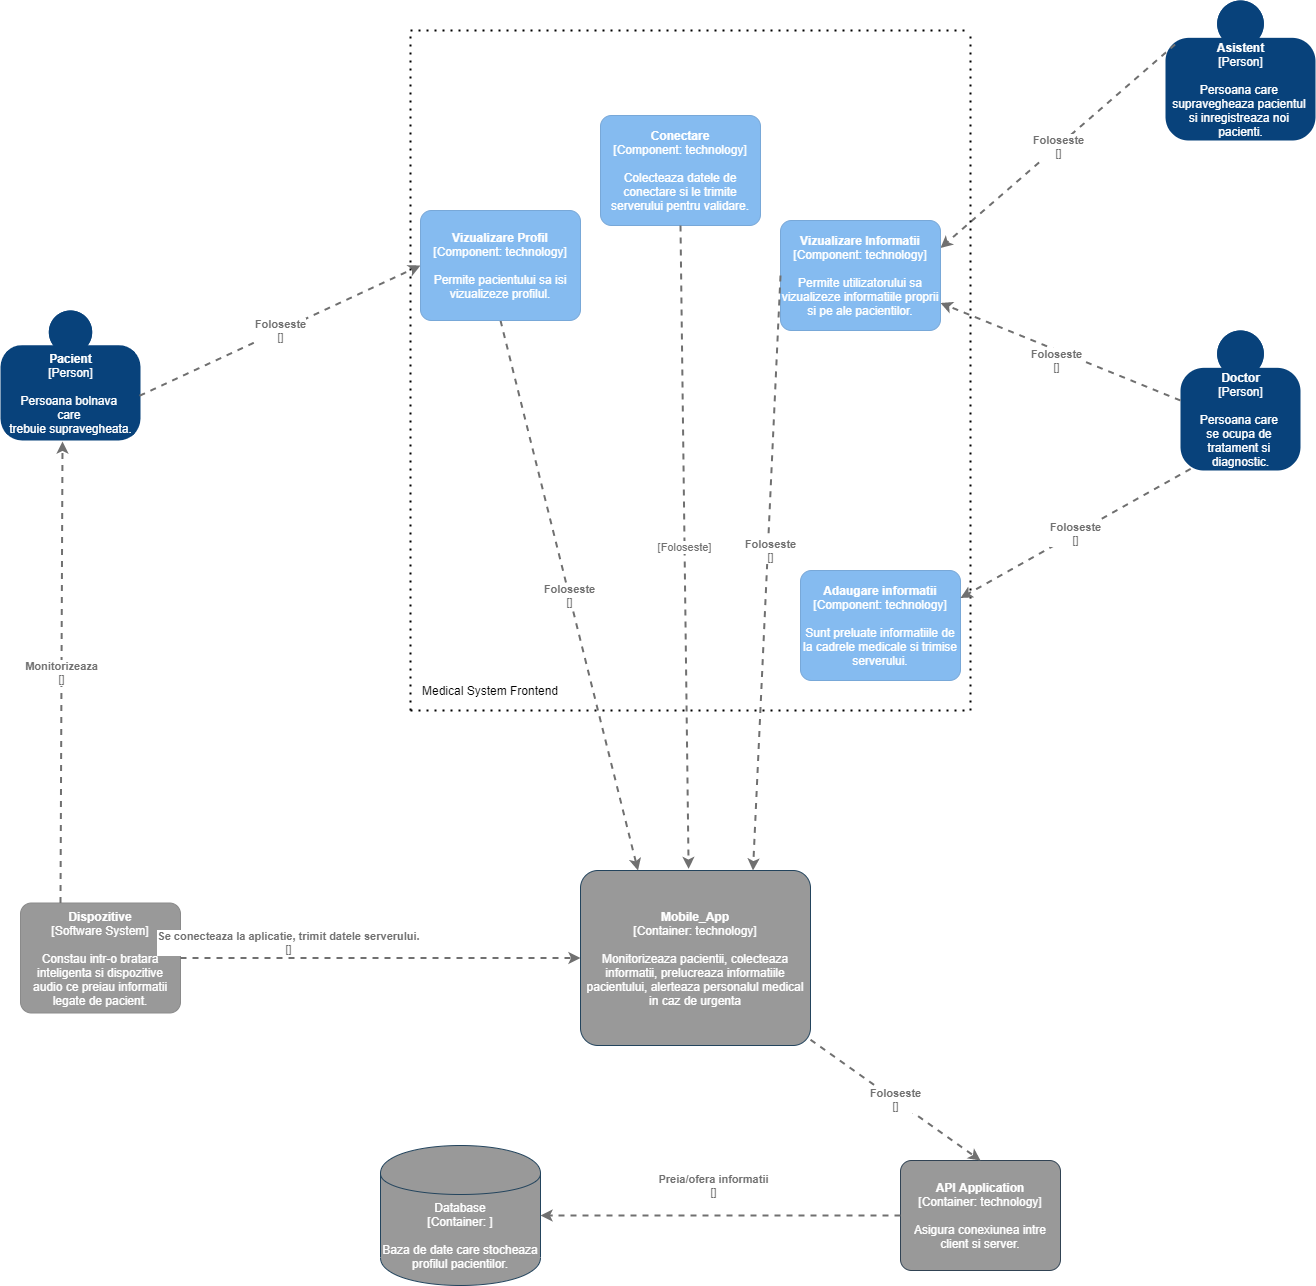 Asistent
[Person]
Persoana care
supravegheaza pacientul
si inregistreaza noi
pacienti.
Foloseste
[]
Conectare
[Component: technology]
Colecteaza datele de
conectare si le trimite
serverului pentru validare.
Vizualizare Profil
[Component: technology]
Permite pacientului sa isi
vizualizeze profilul.
Vizualizare Informatii
[Component: technology]
Permite utilizatorului sa
vizualizeze informatiile proprii
si pe ale pacientilor.
Foloseste
[]
Pacient
[Person]
Persoana bolnava
care
trebuie supravegheata.
Foloseste
[]
Doctor
[Person]
Persoana care
se ocupa de
tratament si
diagnostic.
Foloseste
[]
[Foloseste]
Foloseste
[]
Foloseste
[]
Adaugare informatii
[Component: technology]
Sunt preluate informatiile de
la cadrele medicale si trimise
serverului.
Monitorizeaza
[]
Medical System Frontend
Dispozitive
[Software System]
Constau intr-o bratara
inteligenta si dispozitive
audio ce preiau informatii
legate de pacient.
Se conecteaza la aplicatie, trimit datele serverului.
[]
Mobile_App
[Container: technology]
Monitorizeaza pacientii, colecteaza
informatii, prelucreaza informatiile
pacientului, alerteaza personalul medical
in caz de urgenta
Foloseste
[]
Preia/ofera informatii
[]
API Application
[Container: technology]
Asigura conexiunea intre
client si server.
Database
[Container: ]
Baza de date care stocheaza
profilul pacientilor.